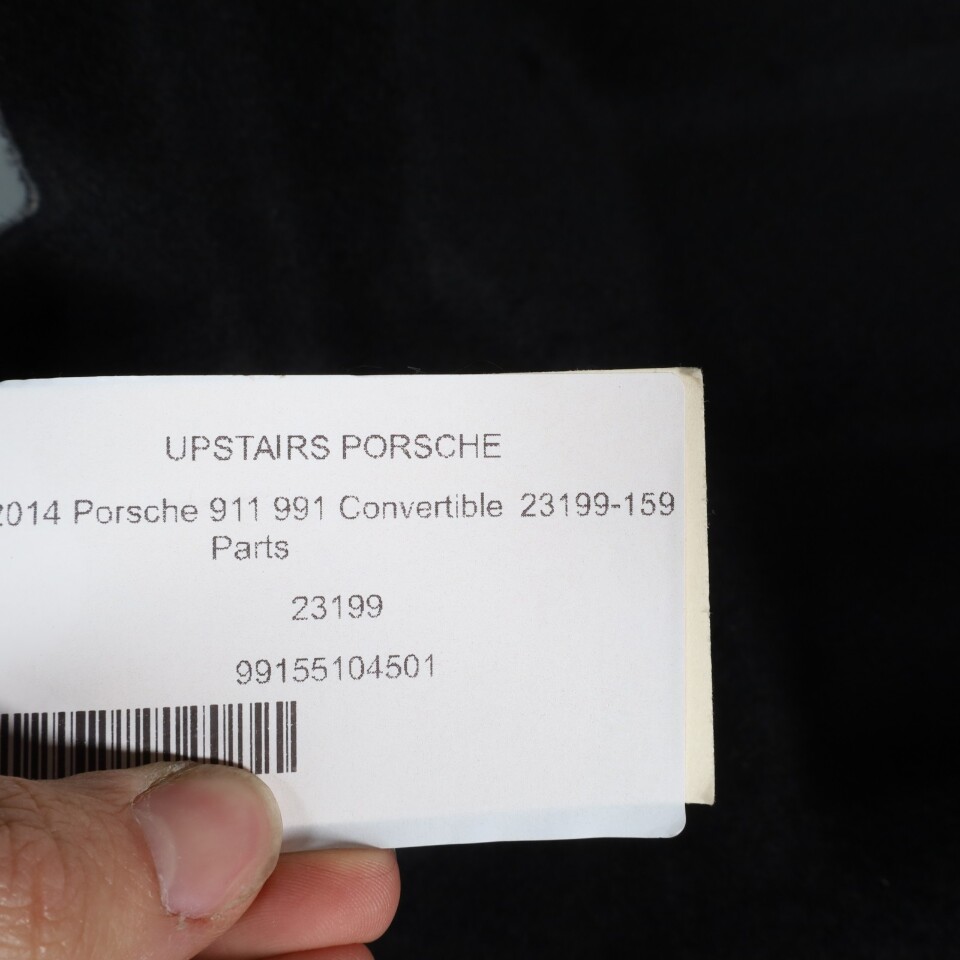 UPSTAIRS PORSCHE
2014 Porsche 911 991 Convertible 23199-159
Parts
23199
99155104501